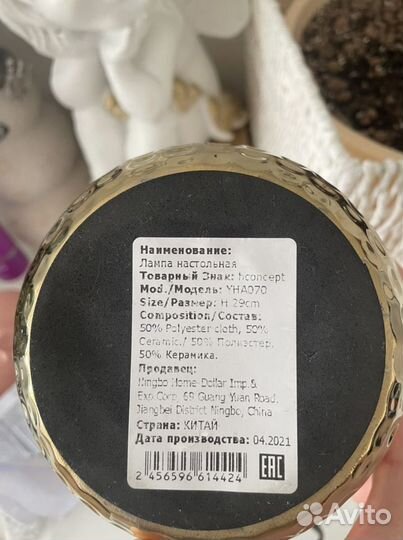 Наименование:
Лампа настольная
Товарный Знак: hconcept
Mod./Модель: YHA070
Size/Размер: H 29cm
Composition/Состав:
50% Polyester cloth, 50%
Ceramic./ 50% Полиэстер,
50% Керамика.
Продавец:
Ningbo Home-Dollar Imp.&
Exp.Corp, 69 Guang Yuan Road,
Jiangbei District Ningbo, China
Страна: КИТАЙ
Дата производства: 04.2021
EAC
2 456596 614424
Avito